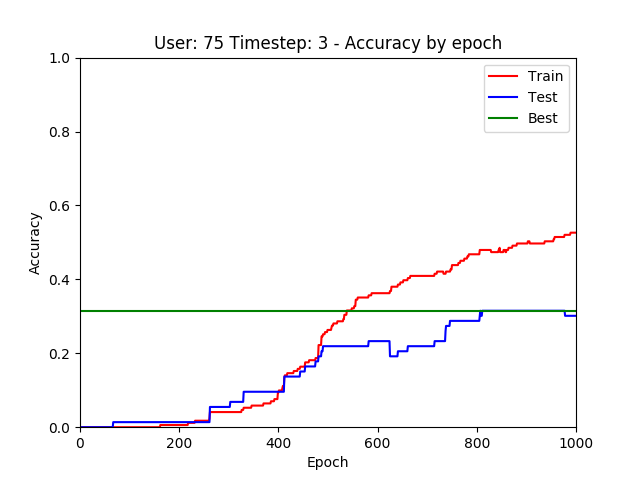 User: 75 Timestep: 3 - Accuracy by epoch
1.0
0.8
0.6
0.4
0.2
0.0
Accuracy
Train
Test
Best
0 200 400 600 800 1000
Epoch